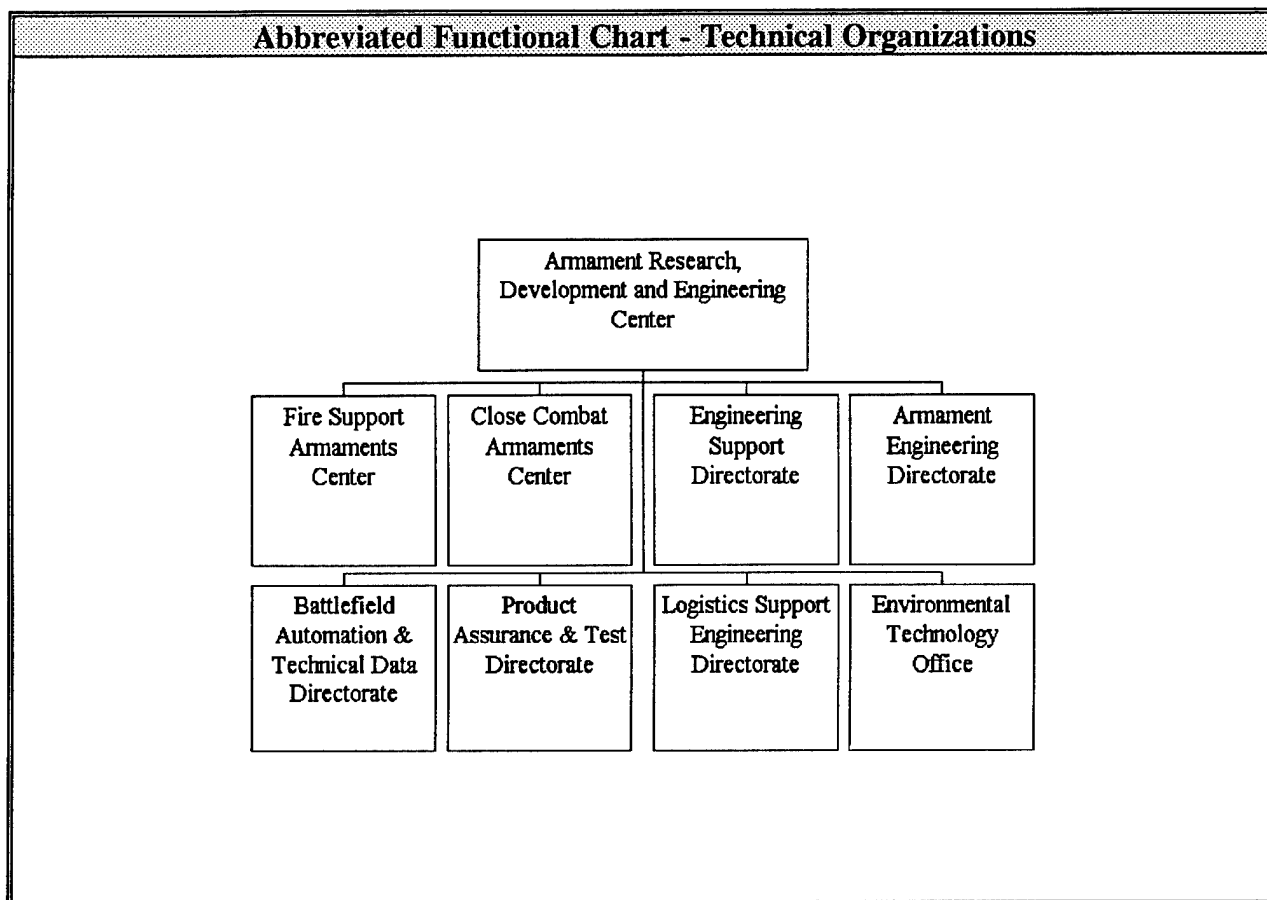 Abbreviated Functional Chart - Technical Organizations
Armament Research,
Development and Engineering
Center
Fire Support
Armaments
Center
Close Combat
Armaments
Center
Engineering
Support
Directorate
Armament
Engineering
Directorate
Battlefield
Automation &
Technical Data
Directorate
Product
Assurance & Test
Directorate
Logistics Support
Engineering
Directorate
Environmental
Technology
Office